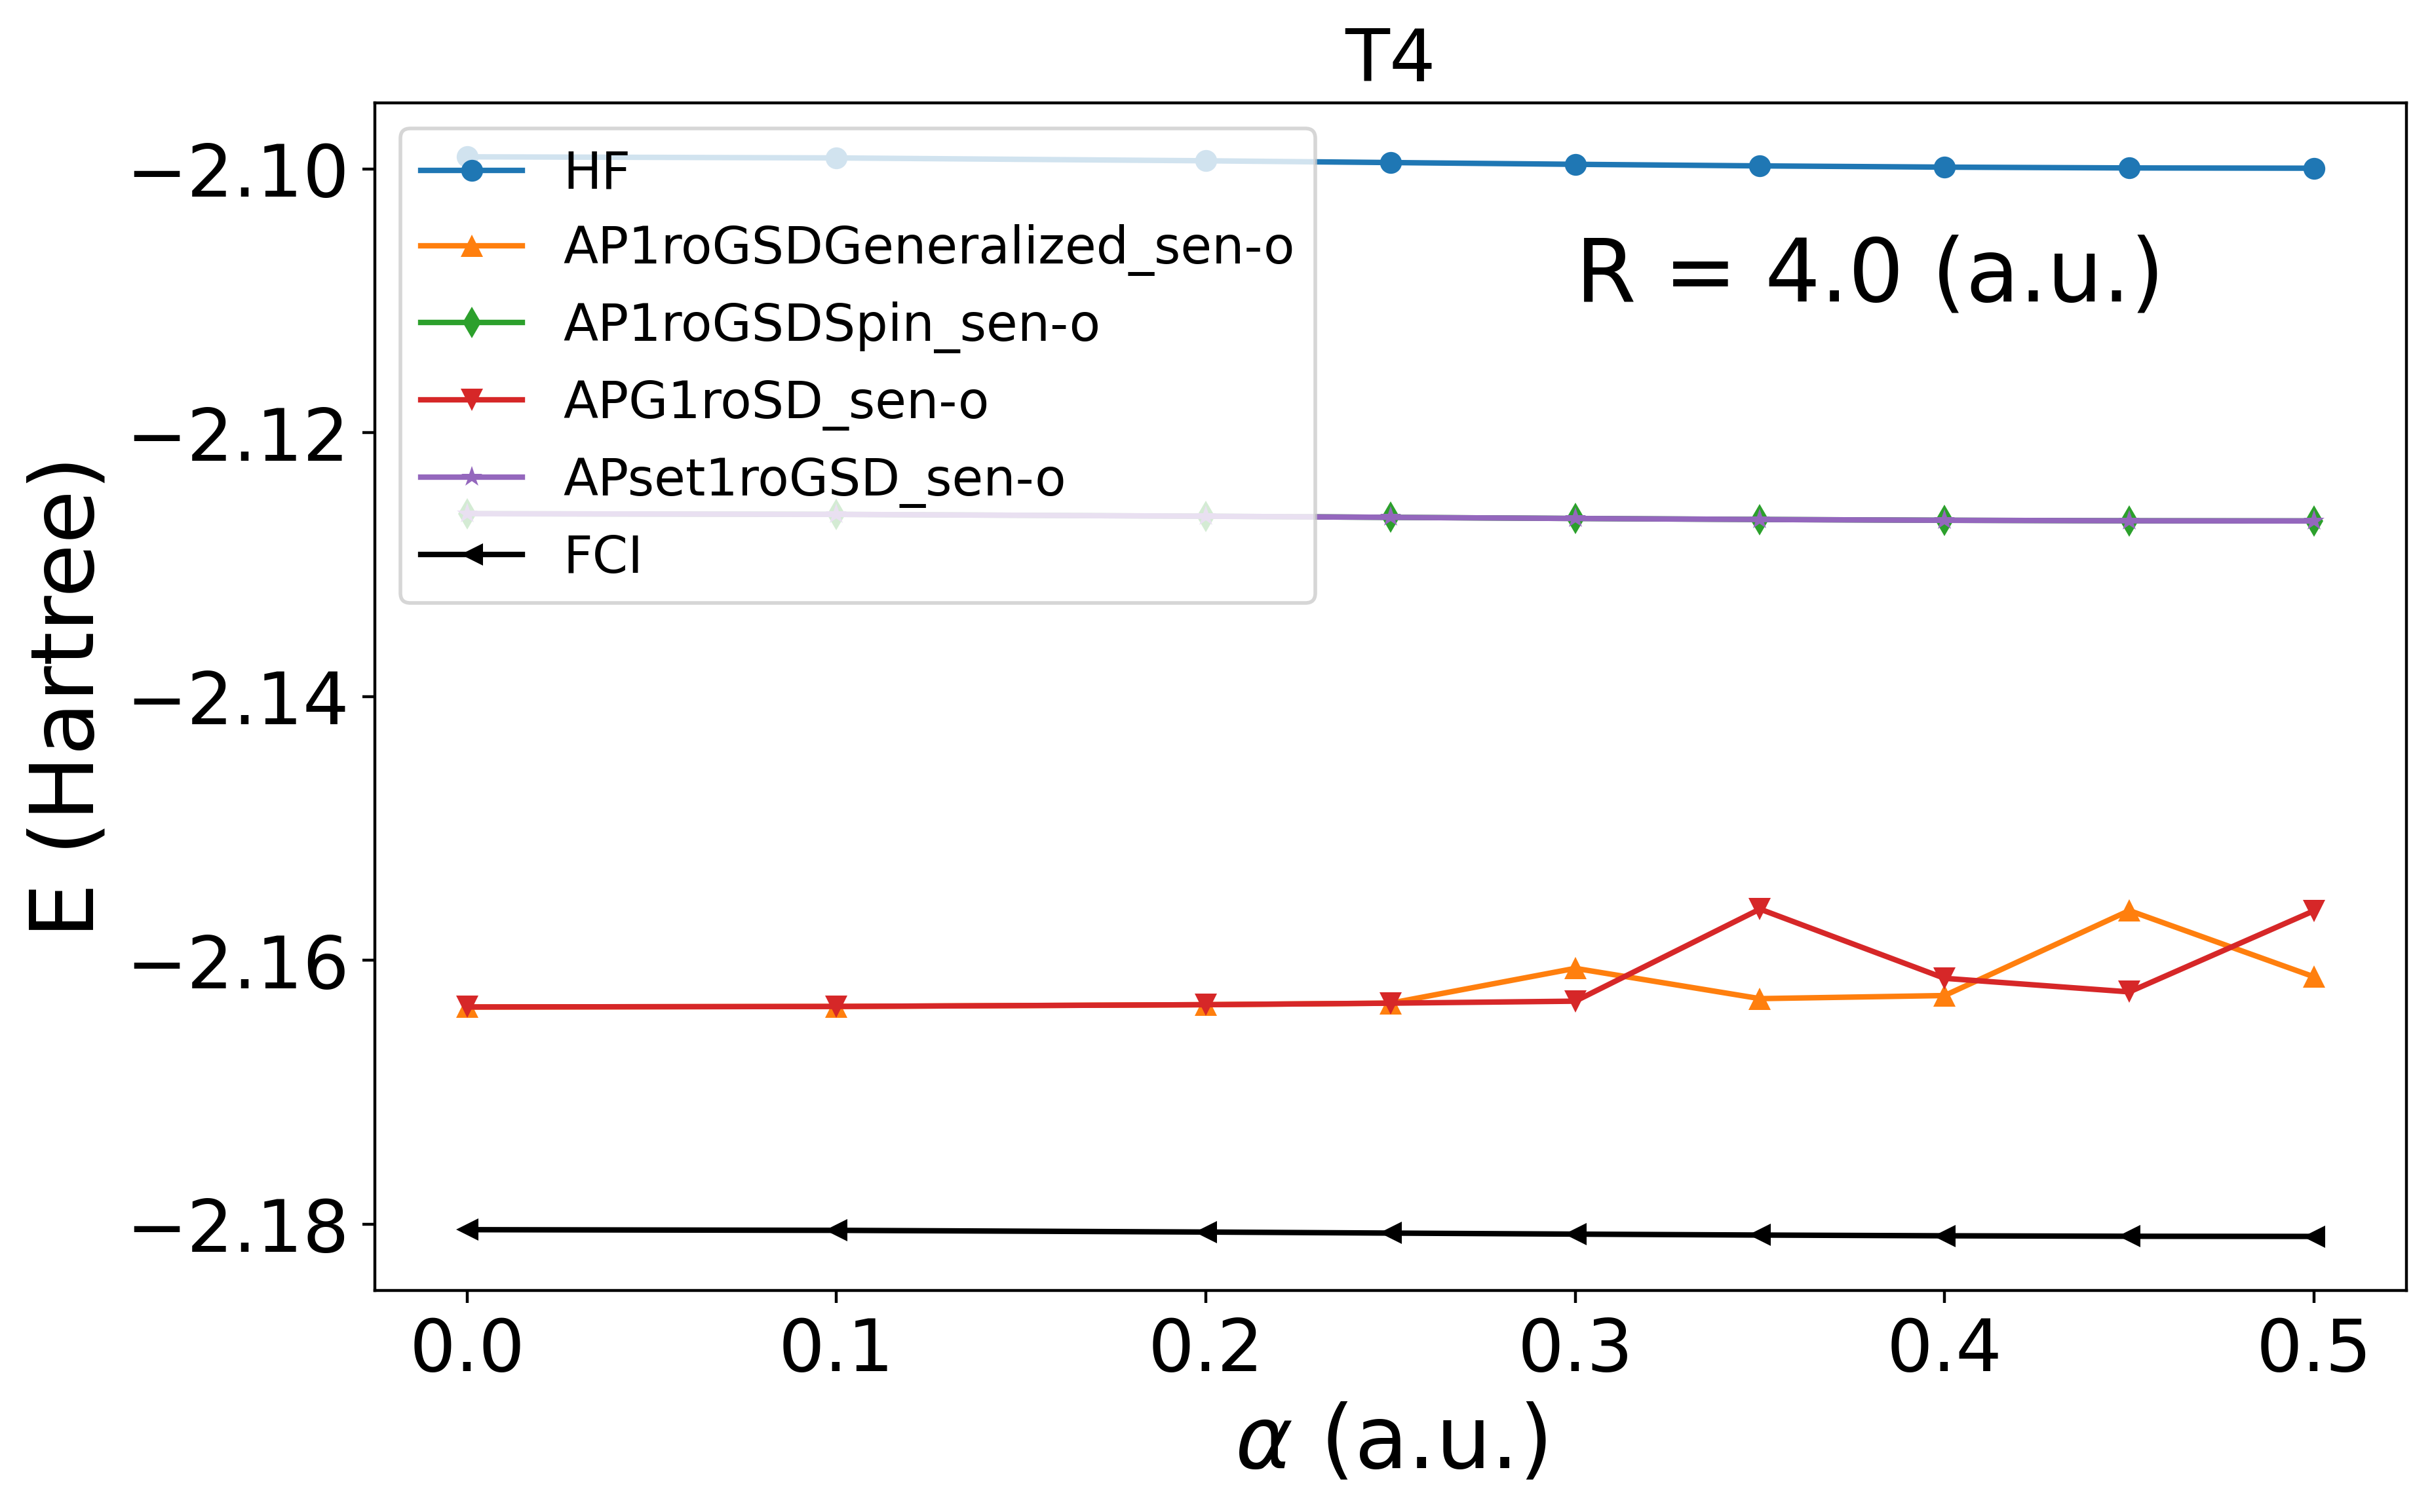 T4
E (Hartree)
−2.10
−2.12
−2.14
−2.16
−2.18
HF
AP1roGSDGeneralized_sen-o
AP1roGSDSpin_sen-o
APG1roSD_sen-o
APset1roGSD_sen-o
FCI
R = 4.0 (a.u.)
0.0 0.1 0.2 0.3 0.4 0.5
α (a.u.)